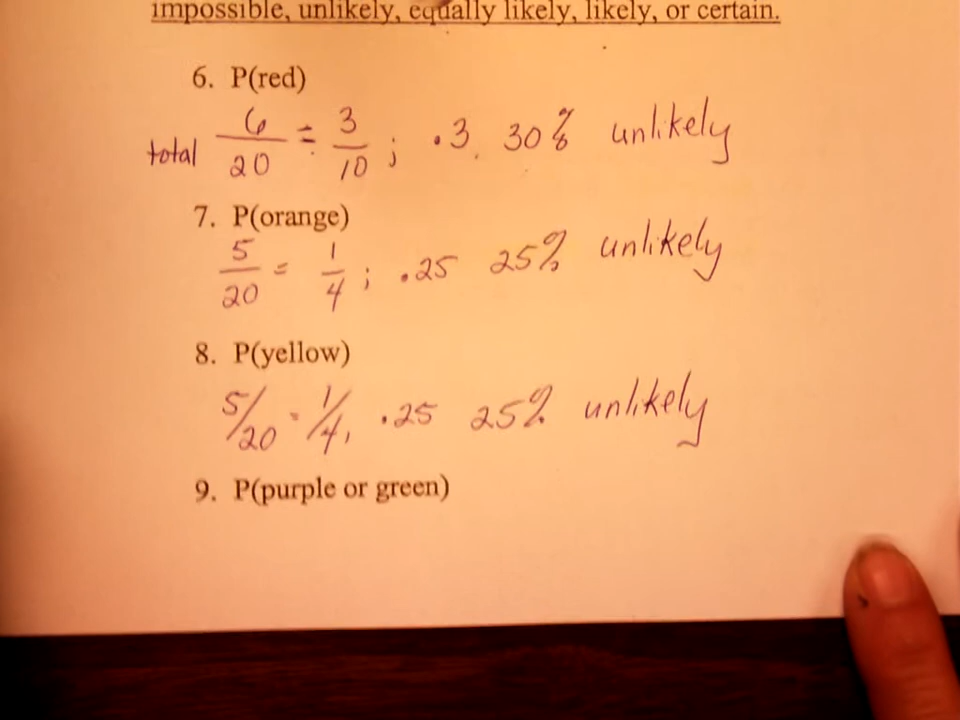 impossible, unlikely, equally likely, likely, or certain.
6. P(red)
total 6/20 = 3/10 ; .3 30% unlikely
7. P(orange)
5/20 = 1/4 ; .25 25% unlikely
8. P(yellow)
5/20 = 1/4, .25 25% unlikely
9. P(purple or green)